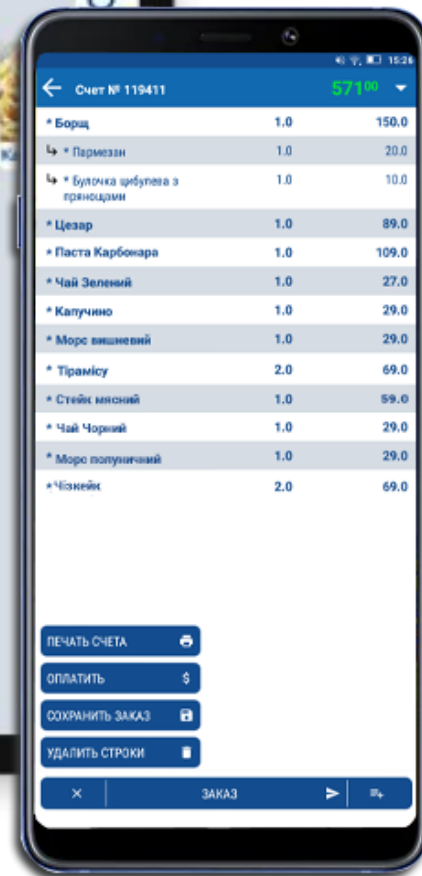 15:26
Счет № 119411 571⁰⁰
* Борщ 1.0 150.0
* Пармезан 1.0 20.0
* Булочка цибулева з 1.0 10.0
прянощами
* Цезар 1.0 89.0
* Паста Карбонара 1.0 109.0
* Чай Зелений 1.0 27.0
* Капучино 1.0 29.0
* Морс вишневий 1.0 29.0
* Тірамісу 2.0 69.0
* Стейк мясний 1.0 59.0
* Чай Чорний 1.0 29.0
* Морс полуничний 1.0 29.0
*Чізкейк 2.0 69.0
ПЕЧАТЬ СЧЕТА
ОПЛАТИТЬ $
СОХРАНИТЬ ЗАКАЗ
УДАЛИТЬ СТРОКИ
ЗАКАЗ